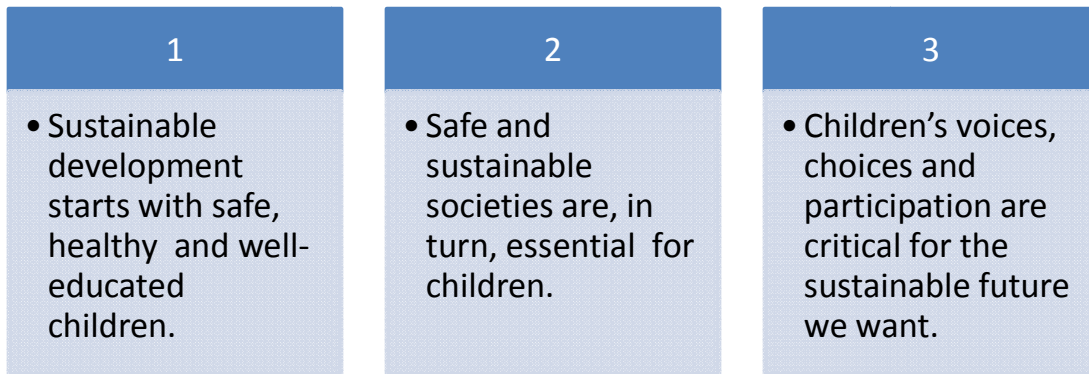 1
• Sustainable
development
starts with safe,
healthy  and well-
educated
children.
2
• Safe and
sustainable
societies are, in
turn, essential  for
children.
3
• Children’s voices,
choices and
participation are
critical for the
sustainable future
we want.